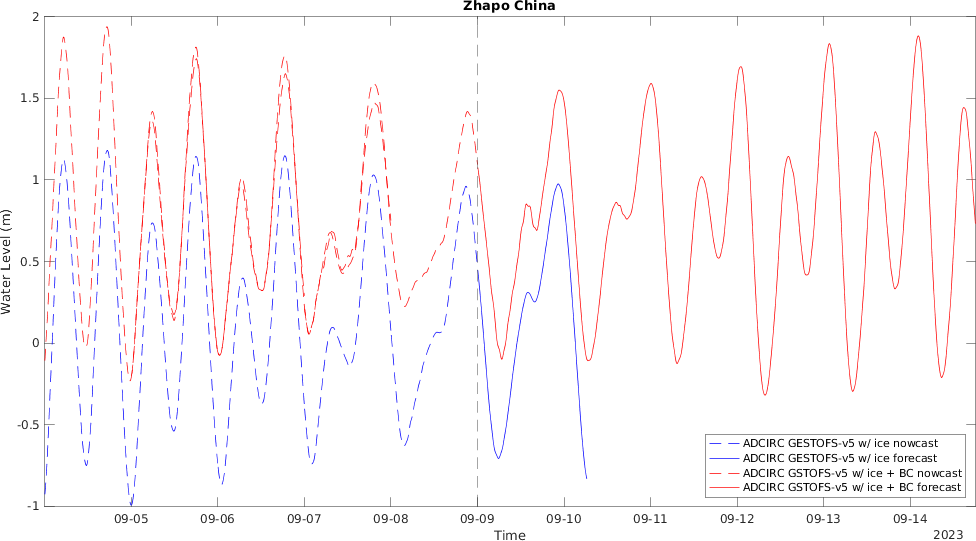 Zhapo China
2
1.5
1
0.5
0
-0.5
-1
Water Level (m)
09-05 09-06 09-07 09-08 09-09 09-10 09-11 09-12 09-13 09-14
Time
2023
ADCIRC GESTOFS-v5 w/ ice nowcast
ADCIRC GESTOFS-v5 w/ ice forecast
ADCIRC GSTOFS-v5 w/ ice + BC nowcast
ADCIRC GSTOFS-v5 w/ ice + BC forecast